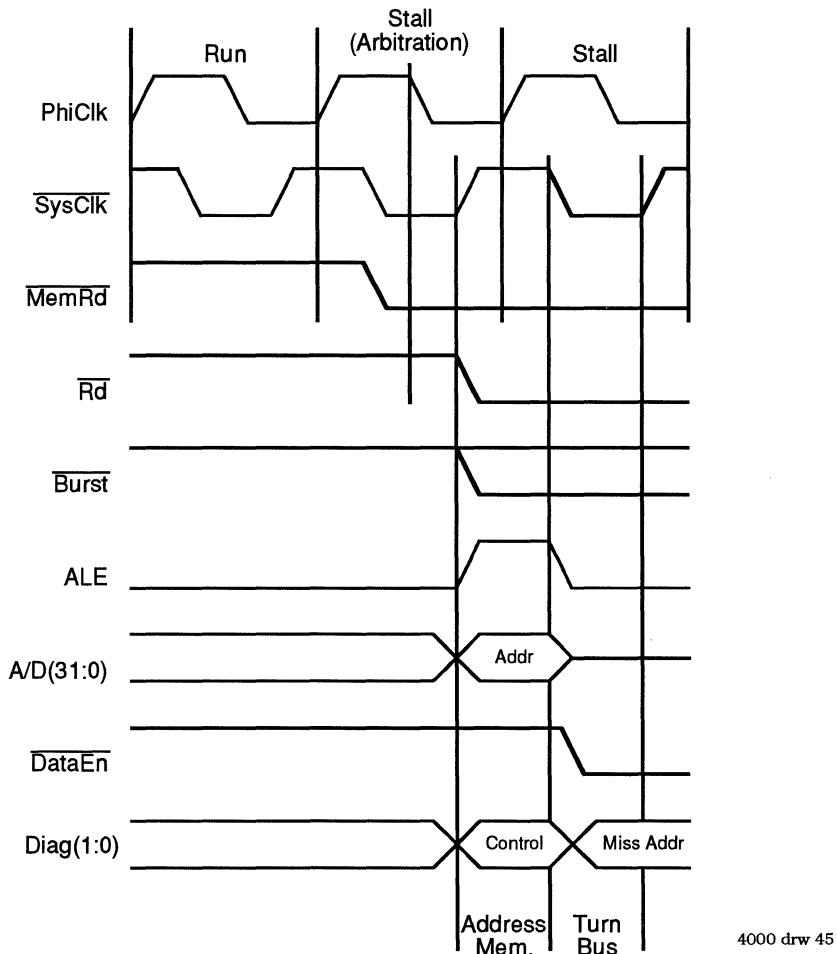 Stall
(Arbitration)
Run
Stall
PhiClk
SysClk
MemRd
Rd
Burst
ALE
A/D(31:0)
Addr
DataEn
Diag(1:0)
Control
Miss Addr
Address
Mem.
Turn
Bus
4000 drw 45